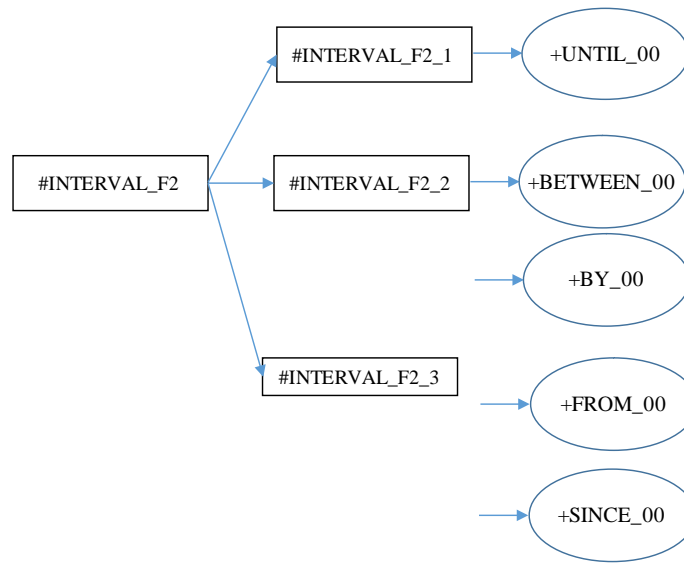 #INTERVAL_F2_1
+UNTIL_00
#INTERVAL_F2
#INTERVAL_F2_2
+BETWEEN_00
+BY_00
#INTERVAL_F2_3
+FROM_00
+SINCE_00